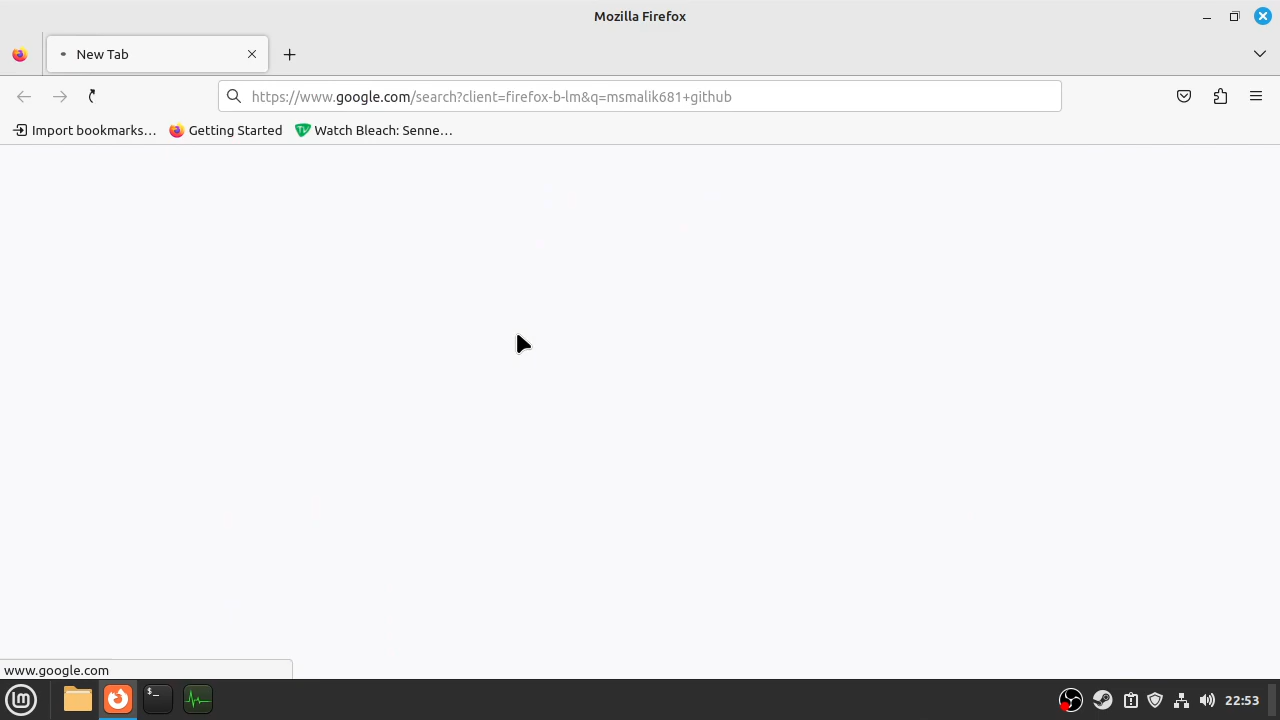 Mozilla Firefox
New Tab
https://www.google.com/search?client=firefox-b-lm&q=msmalik681+github
Import bookmarks…
Getting Started
Watch Bleach: Senne…
www.google.com
22:53